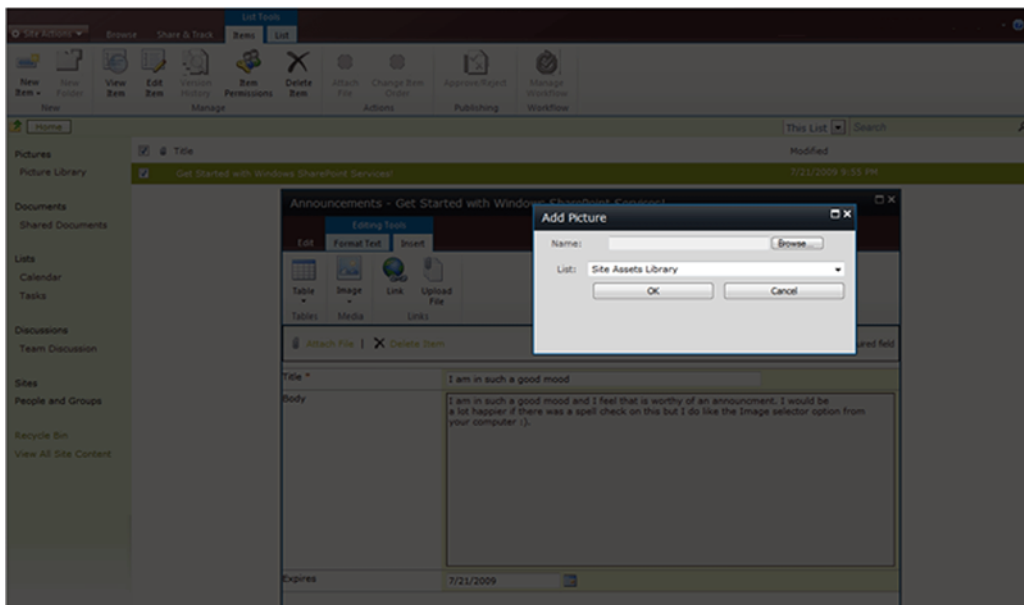 List Tools
Site Actions Browse Share & Track Items List
New Item New Folder View Item Edit Item Version History Item Permissions Delete Item Attach File Change Item Order Approve/Reject Manage Workflow
New Manage Actions Publishing Workflow
Home This List Search
Pictures Title Modified
Picture Library Get Started with Windows SharePoint Services! 7/21/2009 9:55 PM
Documents
Shared Documents
Lists
Calendar
Tasks
Discussions
Team Discussion
Sites
People and Groups
Recycle Bin
View All Site Content
Announcements - Get Started with Windows SharePoint Services!
Editing Tools
Edit Format Text Insert
Table Image Link Upload File
Tables Media Links
Attach File | Delete Item
Title * I am in such a good mood
Body I am in such a good mood and I feel that is worthy of an announcment. I would be
a lot happier if there was a spell check on this but I do like the Image selector option from
your computer :).
Expires 7/21/2009
Add Picture
Name: Browse...
List: Site Assets Library
OK Cancel
field